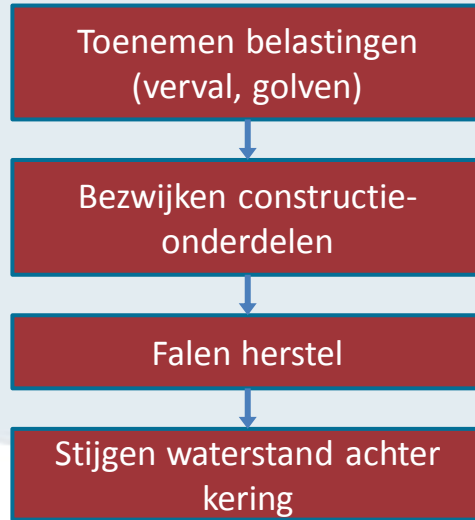 Toenemen belastingen
(verval, golven)
Bezwijken constructie-
onderdelen
Falen herstel
Stijgen waterstand achter
kering